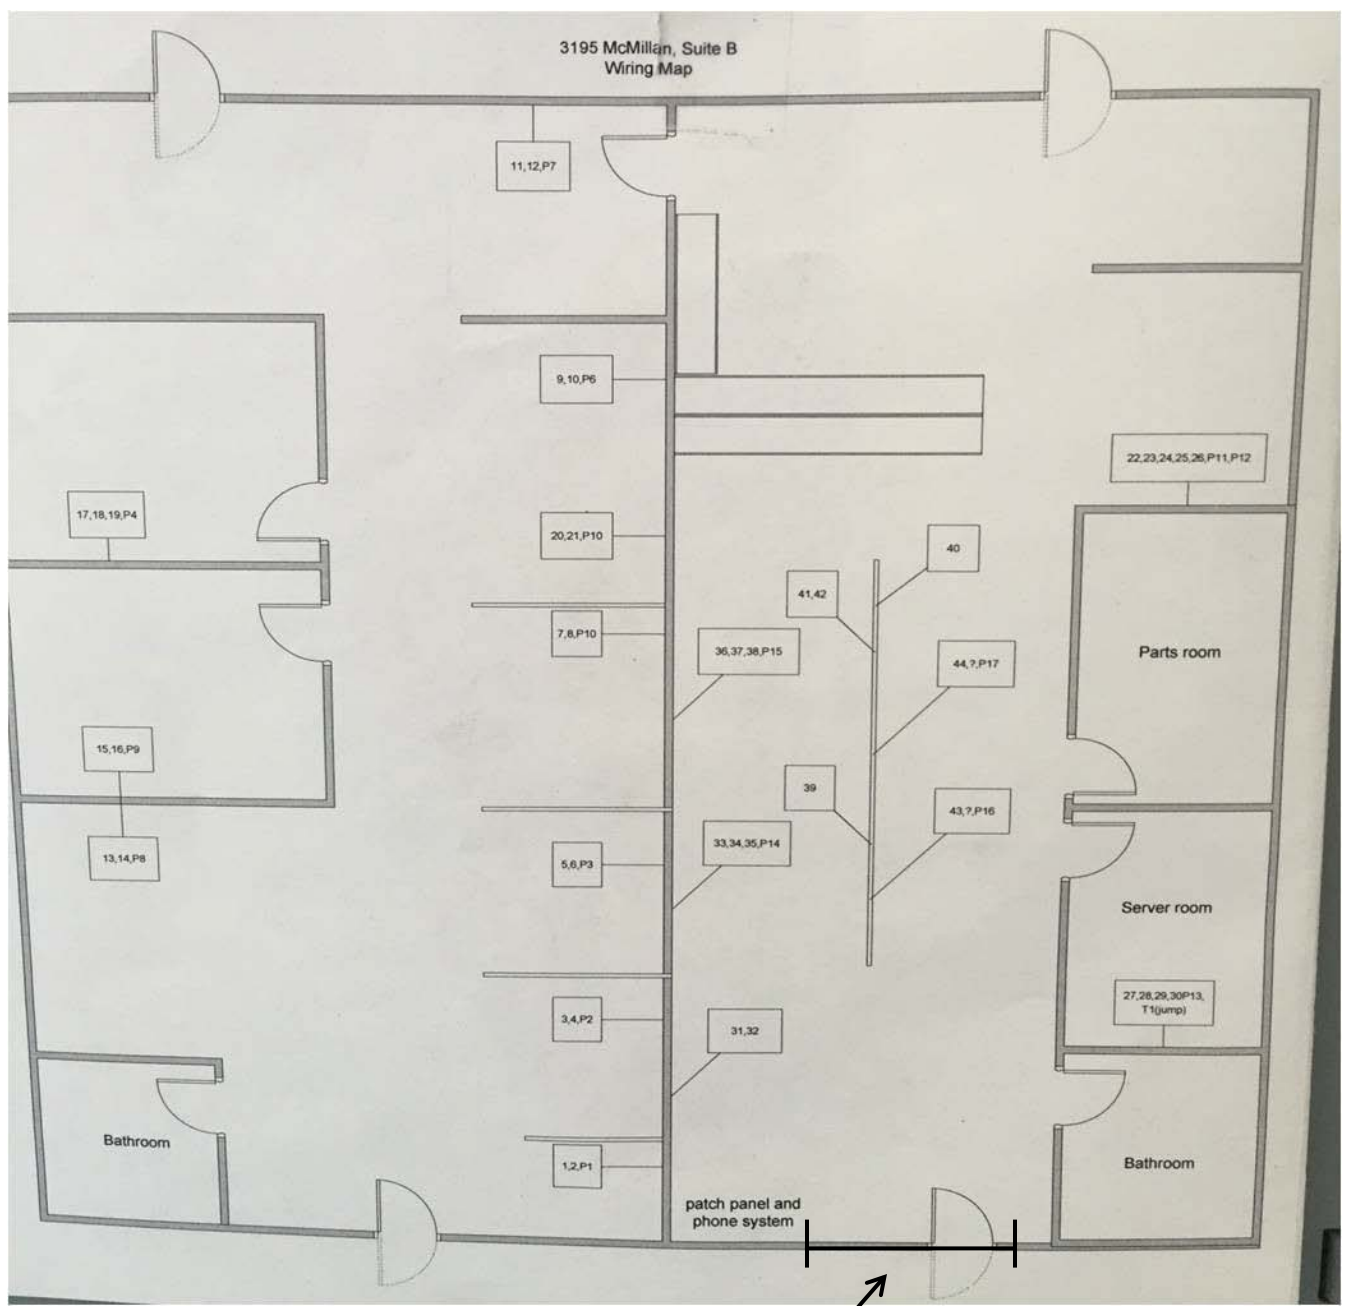 3195 McMillan, Suite B
Wiring Map
11,12,P7
9,10,P6
22,23,24,25,26,P11,P12
17,18,19,P4
20,21,P10
40
41,42
7,8,P10
36,37,38,P15
44,?,P17
Parts room
15,16,P9
39
43,?,P16
13,14,P8
5,6,P3
33,34,35,P14
Server room
27,28,29,30P13,
T1(jump)
3,4,P2
31,32
Bathroom
1,2,P1
Bathroom
patch panel and
phone system